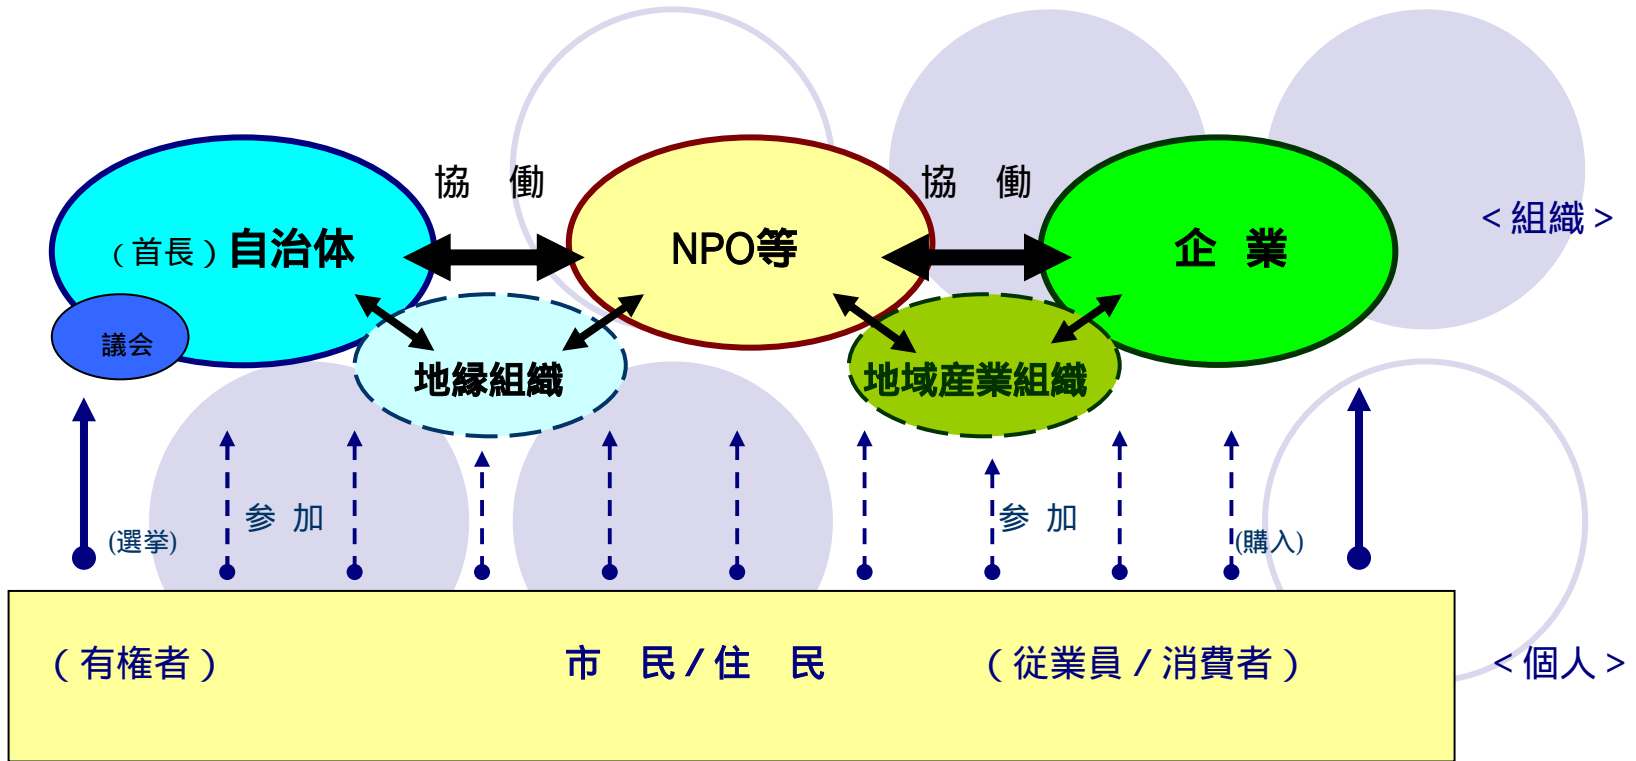 協　働
協　働
＜組織＞
（首長）自治体
NPO等
企 業
議会
地縁組織
地域産業組織
参 加
参 加
(選挙)
(購入)
（有権者）
市　民／住　民
（従業員／消費者）
＜個人＞